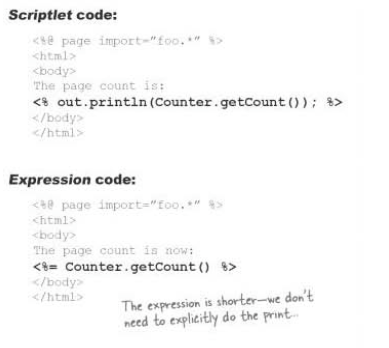 Scriptlet code:
<%@ page import="foo.*" %>
<html>
<body>
The page count is:
<% out.println(Counter.getCount()); %>
</body>
</html>
Expression code:
<%@ page import="foo.*" %>
<html>
<body>
The page count is now:
<%= Counter.getCount() %>
</body>
</html>
The expression is shorter—we don't
need to explicitly do the print...